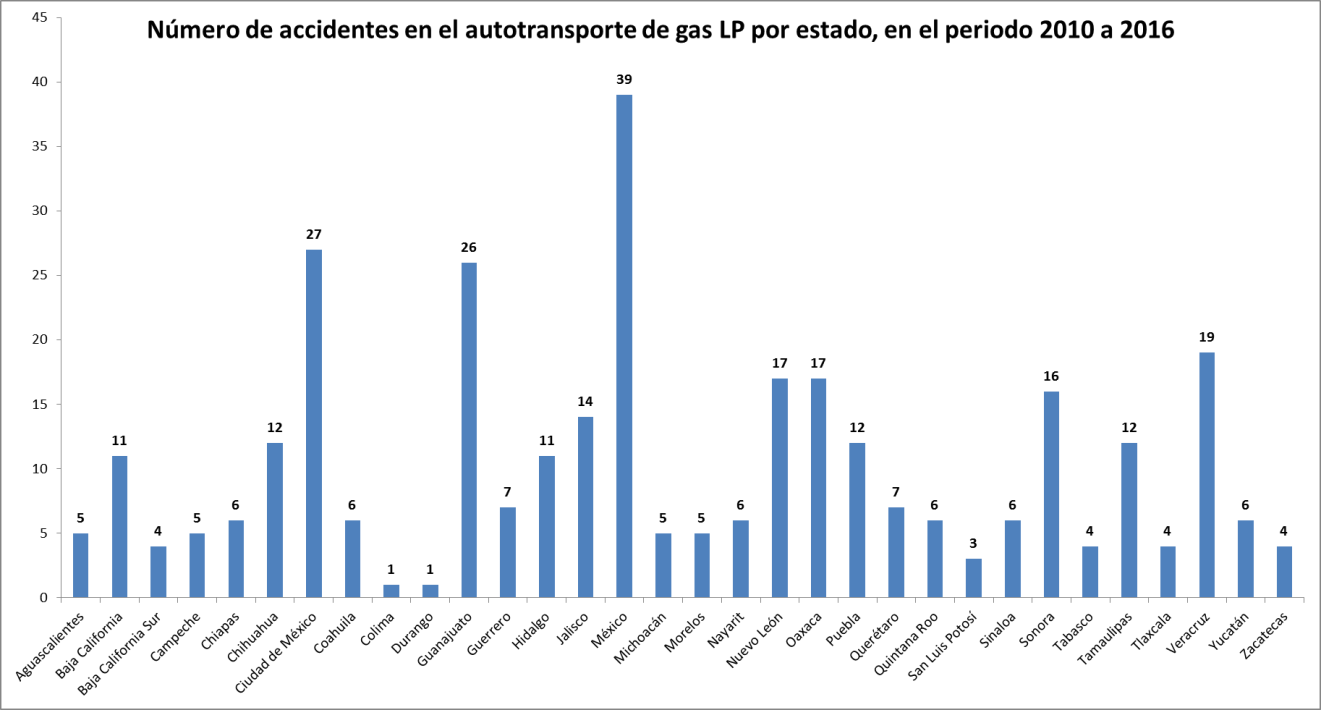 Número de accidentes en el autotransporte de gas LP por estado, en el periodo 2010 a 2016
45
40
35
30
25
20
15
10
5
0
5
11
4
5
6
12
27
6
1
1
26
7
11
14
39
5
5
6
17
17
12
7
6
3
6
16
4
12
4
19
6
4
Aguascalientes
Baja California
Baja California Sur
Campeche
Chiapas
Chihuahua
Ciudad de México
Coahuila
Colima
Durango
Guanajuato
Guerrero
Hidalgo
Jalisco
México
Michoacán
Morelos
Nayarit
Nuevo León
Oaxaca
Puebla
Querétaro
Quintana Roo
San Luis Potosí
Sinaloa
Sonora
Tabasco
Tamaulipas
Tlaxcala
Veracruz
Yucatán
Zacatecas